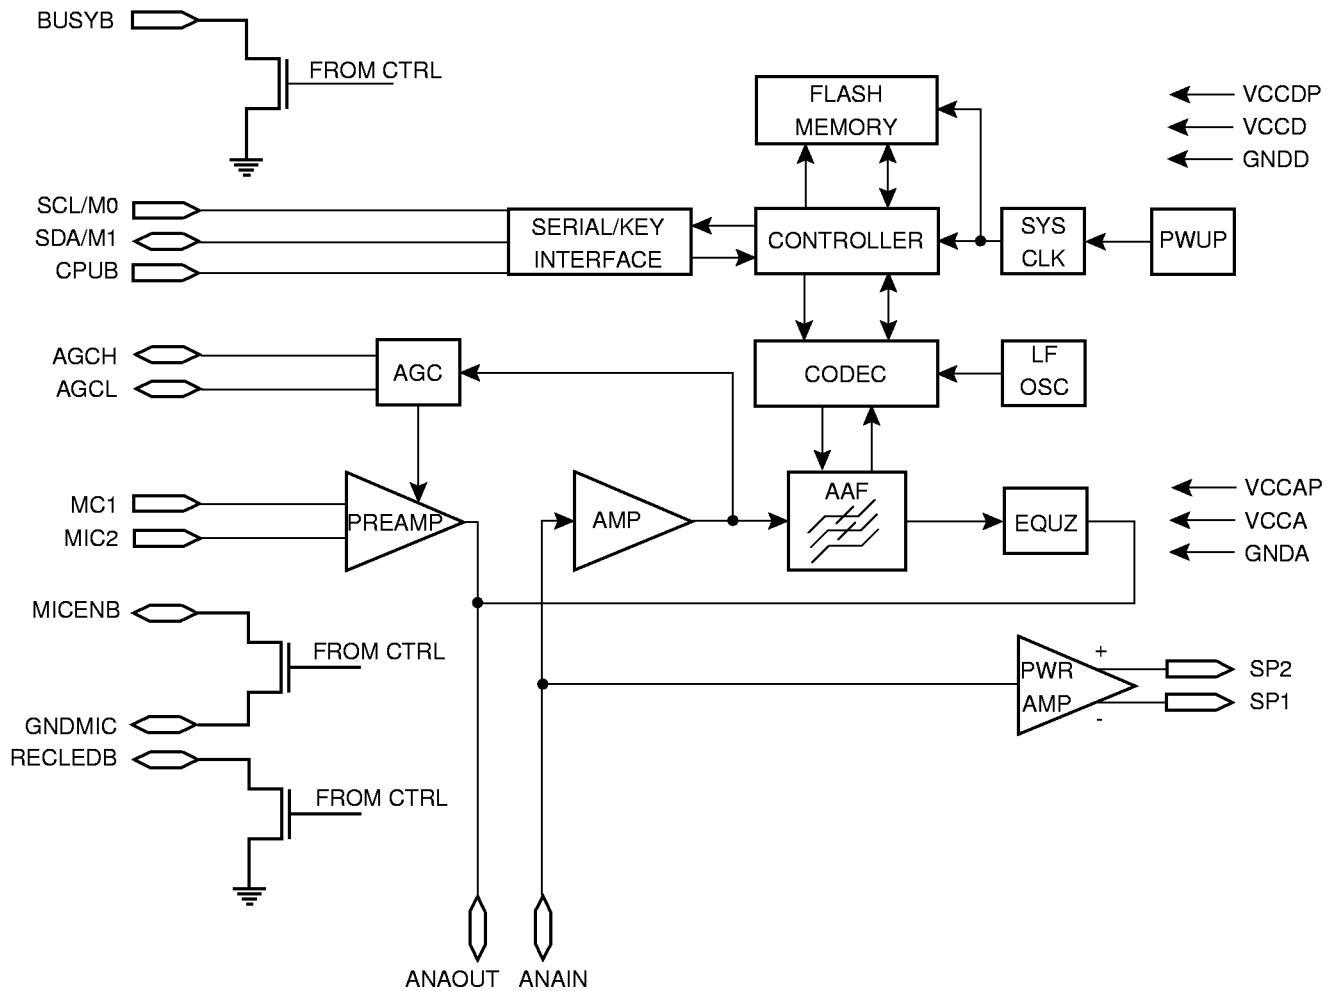 BUSYB
FROM CTRL
FLASH
MEMORY
VCCDP
VCCD
GNDD
SCL/M0
SDA/M1
CPUB
SERIAL/KEY
INTERFACE
CONTROLLER
SYS
CLK
PWUP
AGCH
AGCL
AGC
CODEC
LF
OSC
MC1
MIC2
PREAMP
AMP
AAF
EQUZ
VCCAP
VCCA
GNDA
MICENB
FROM CTRL
GNDMIC
RECLEDB
FROM CTRL
PWR
AMP
+
-
SP2
SP1
ANAOUT
ANAIN